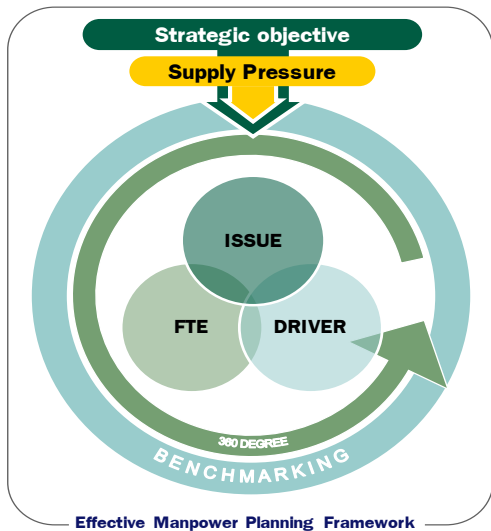 Strategic objective
Supply Pressure
ISSUE
FTE
DRIVER
360 DEGREE
BENCHMARKING
Effective Manpower Planning Framework